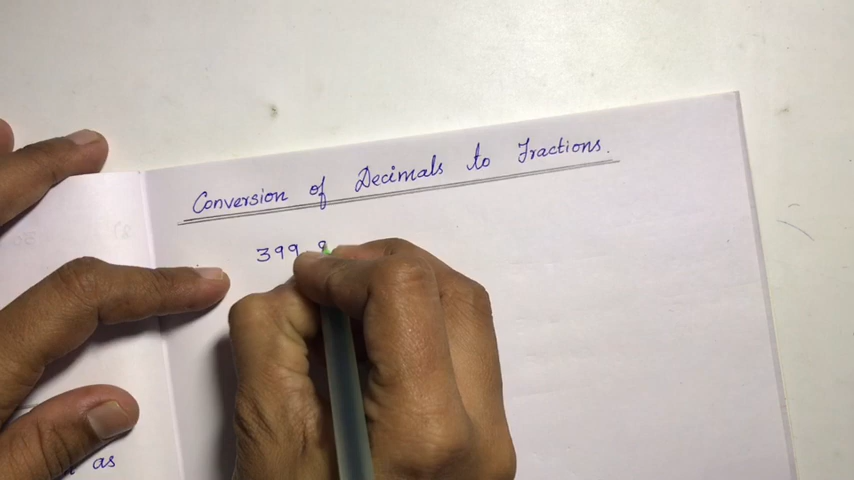 Conversion of Decimals to Fractions.
399
as